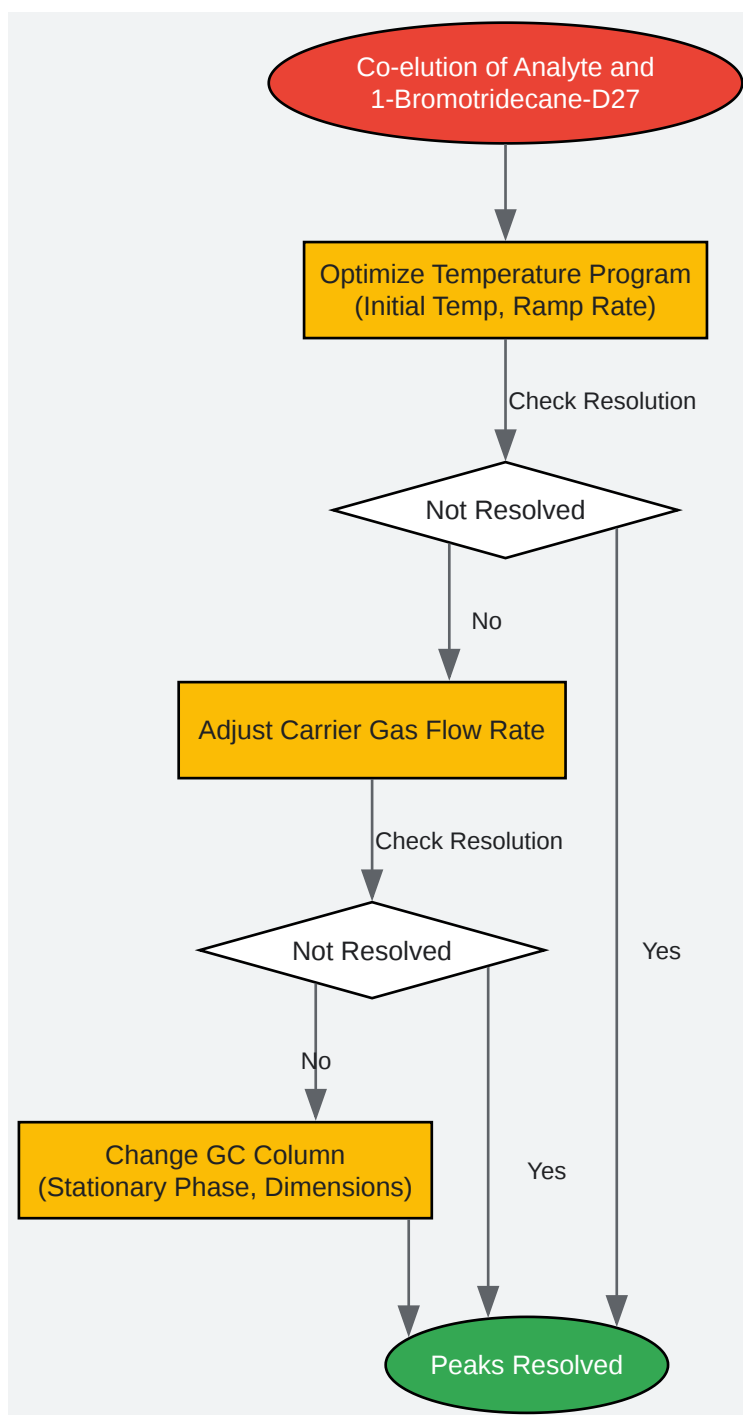 Co-elution of Analyte and
1-Bromotridecane-D27
Optimize Temperature Program
(Initial Temp, Ramp Rate)
Check Resolution
Not Resolved
No
Adjust Carrier Gas Flow Rate
Check Resolution
Not Resolved
Yes
No
Change GC Column
(Stationary Phase, Dimensions)
Yes
Peaks Resolved